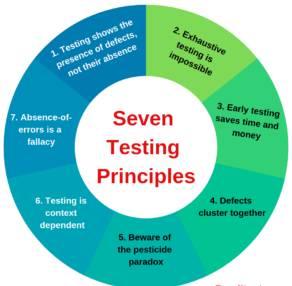 Seven
Testing
Principles
1. Testing shows the
presence of defects,
not their absence
2. Exhaustive
testing is
impossible
3. Early testing
saves time and
money
4. Defects
cluster together
5. Beware of
the pesticide
paradox
6. Testing is
context
dependent
7. Absence-of-
errors is a
fallacy